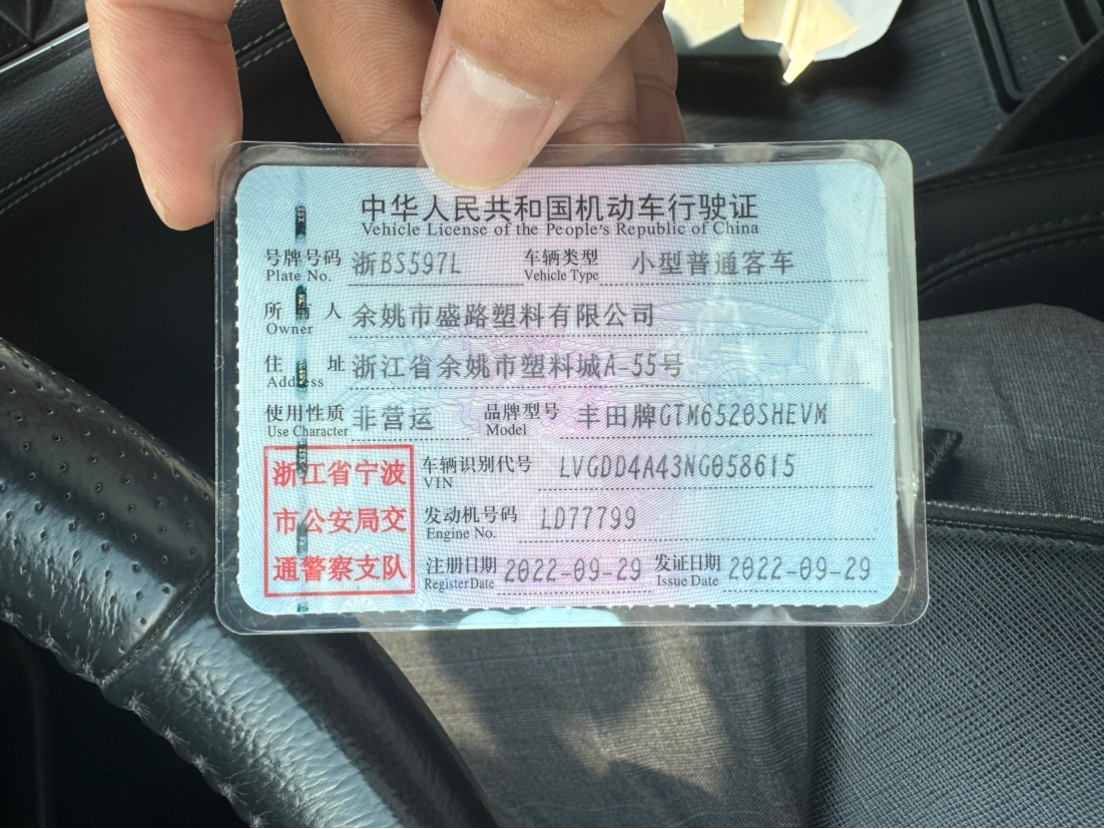 中华人民共和国机动车行驶证
Vehicle License of the People's Republic of China
号牌号码 浙BS597L 车辆类型 小型普通客车
Plate No. Vehicle Type
所有人 余姚市盛路塑料有限公司
Owner
住址 浙江省余姚市塑料城A-55号
Address
使用性质 非营运 品牌型号 丰田牌GTM6520SHEVM
Use Character Model
浙江省宁波
市公安局交
通警察支队
车辆识别代号 LVGDD4A43NG058615
VIN
发动机号码 LD77799
Engine No.
注册日期 2022-09-29 发证日期 2022-09-29
Register Date Issue Date